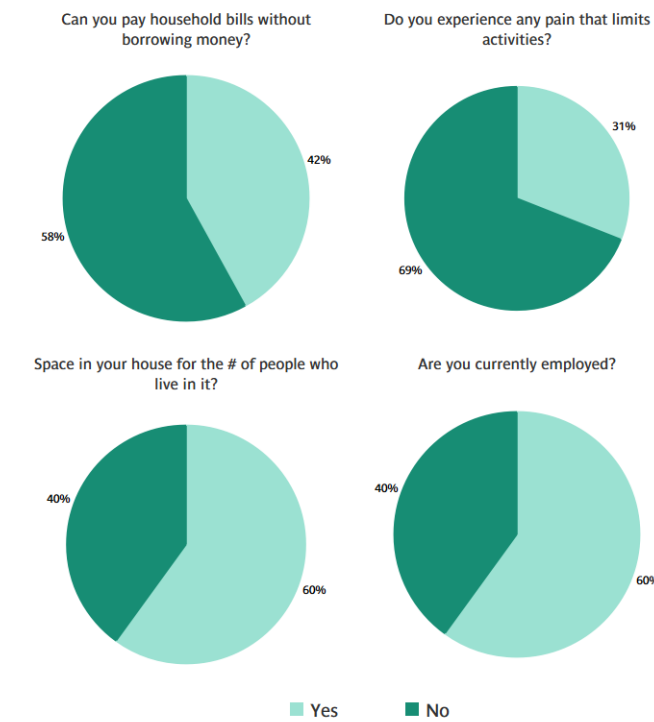 Can you pay household bills without
borrowing money?
42%
58%
Do you experience any pain that limits
activities?
31%
69%
Space in your house for the # of people who
live in it?
40%
60%
Are you currently employed?
40%
60%
Yes
No